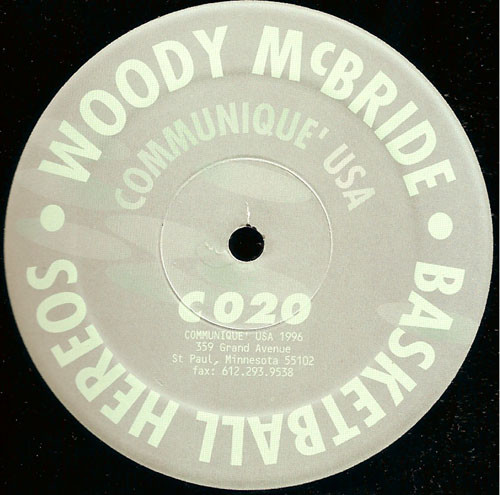 WOODY McBRIDE • BASKETBALL HEREOS •
COMMUNIQUE' USA
C 020
COMMUNIQUE' USA 1996
359 Grand Avenue
St Paul, Minnesota 55102
fax: 612.293.9538